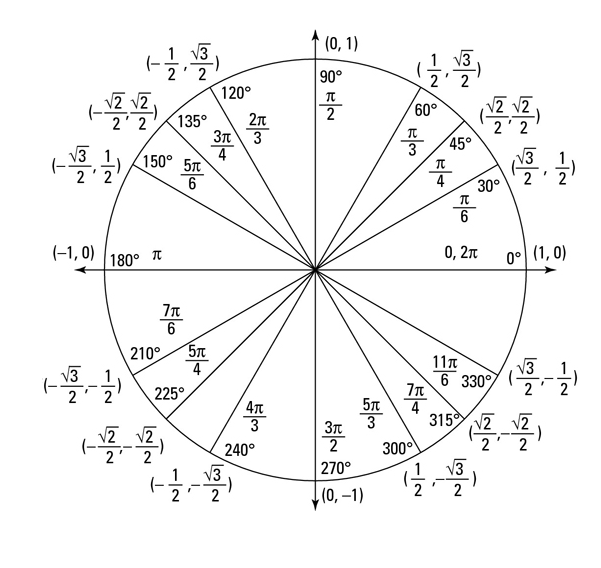 (0, 1)
(-1/2, √3/2)
(1/2, √3/2)
90°
π/2
120°
2π/3
60°
π/3
(-√2/2, √2/2)
(√2/2, √2/2)
135°
3π/4
45°
π/4
(-√3/2, 1/2)
(√3/2, 1/2)
150°
5π/6
30°
π/6
(-1, 0)
180° π
0, 2π 0°
(1, 0)
7π/6
210°
(-√3/2, -1/2)
11π/6
330°
(√3/2, -1/2)
5π/4
225°
(-√2/2, -√2/2)
7π/4
315°
(√2/2, -√2/2)
4π/3
240°
(-1/2, -√3/2)
5π/3
300°
(1/2, -√3/2)
3π/2
270°
(0, -1)